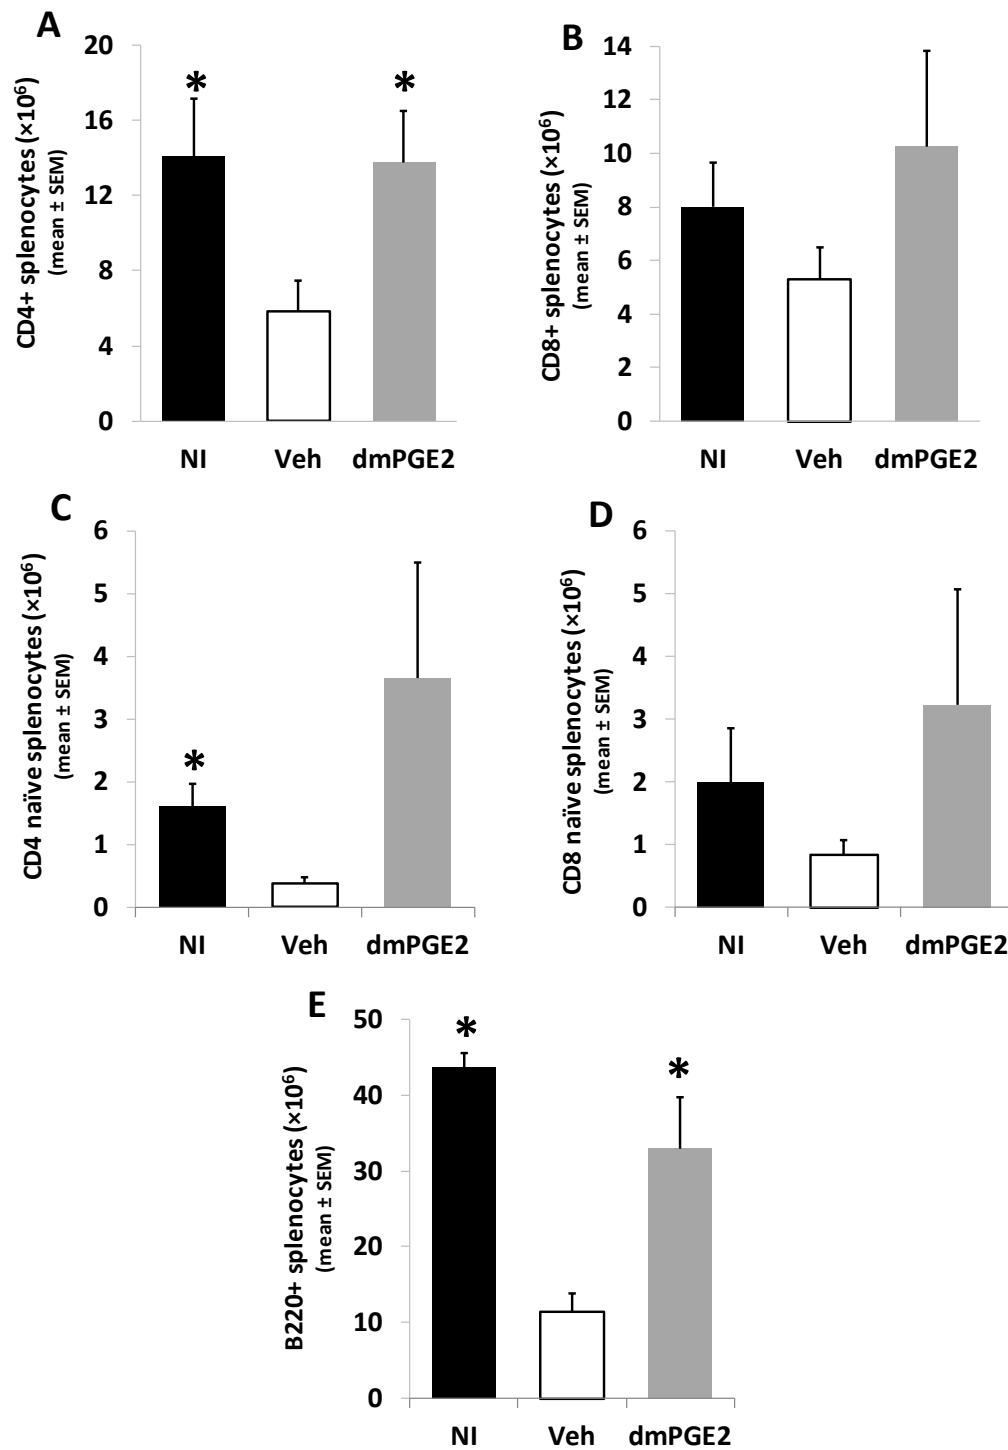 A
CD4+ splenocytes (×10⁶)
(mean ± SEM)
20
16
12
8
4
0
*
*
NI Veh dmPGE2
B
CD8+ splenocytes (×10⁶)
(mean ± SEM)
14
12
10
8
6
4
2
0
NI Veh dmPGE2
C
CD4 naïve splenocytes (×10⁶)
(mean ± SEM)
6
5
4
3
2
1
0
*
NI Veh dmPGE2
D
CD8 naïve splenocytes (×10⁶)
(mean ± SEM)
6
5
4
3
2
1
0
NI Veh dmPGE2
E
B220+ splenocytes (×10⁶)
(mean ± SEM)
50
40
30
20
10
0
*
*
NI Veh dmPGE2